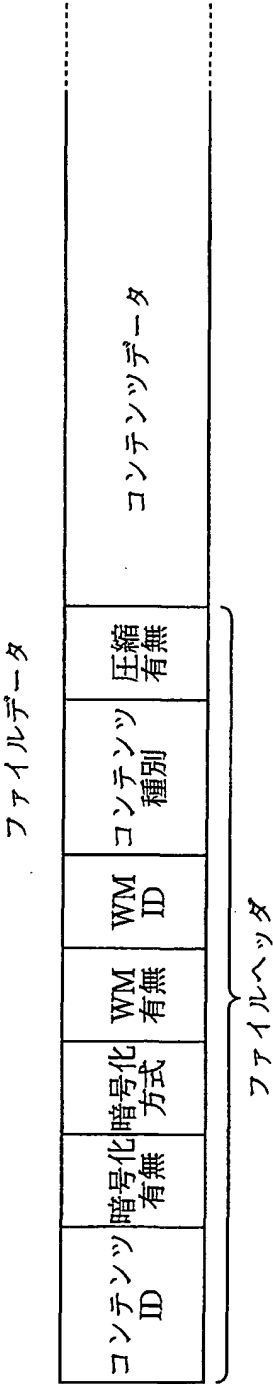 ファイルデータ
コンテンツ
ID
暗号化
有無
暗号化
方式
WM
有無
WM
ID
コンテンツ
種別
圧縮
有無
コンテンツデータ
ファイルヘッダ